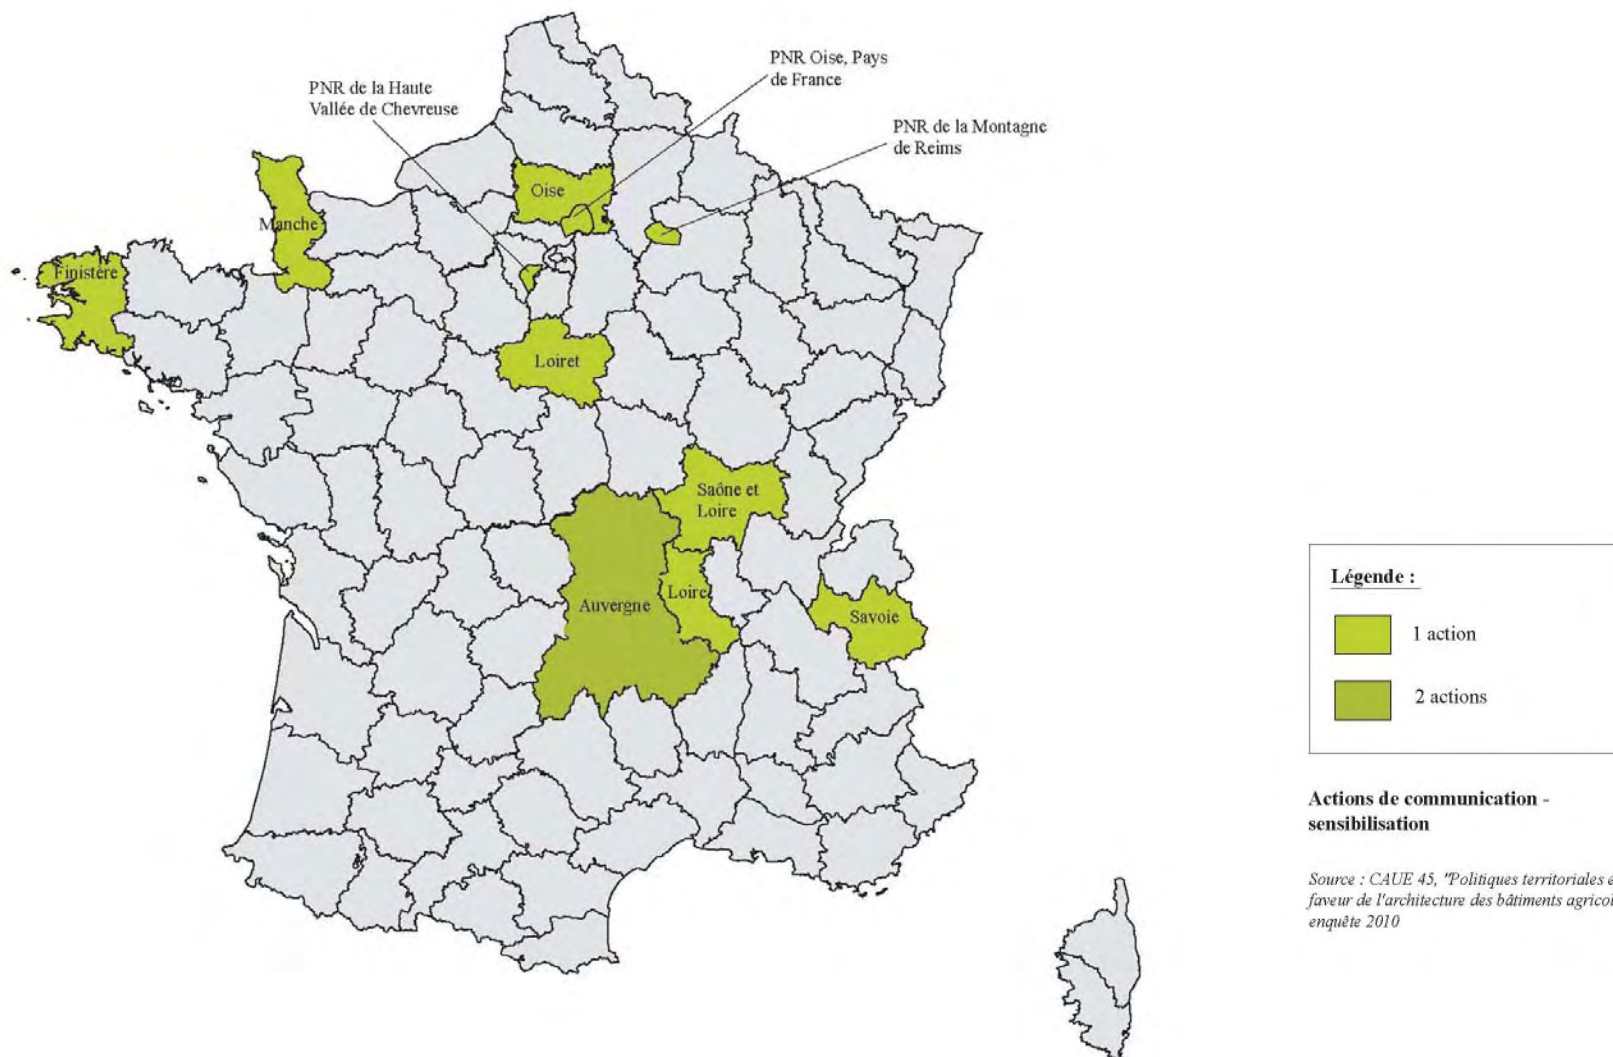 PNR Oise, Pays
de France
PNR de la Haute
Vallée de Chevreuse
PNR de la Montagne
de Reims
Oise
Manche
Finistère
Loiret
Saône et
Loire
Auvergne
Loire
Savoie
Légende :
1 action
2 actions
Actions de communication -
sensibilisation
Source : CAUE 45, "Politiques territoriales e
faveur de l'architecture des bâtiments agricol
enquête 2010